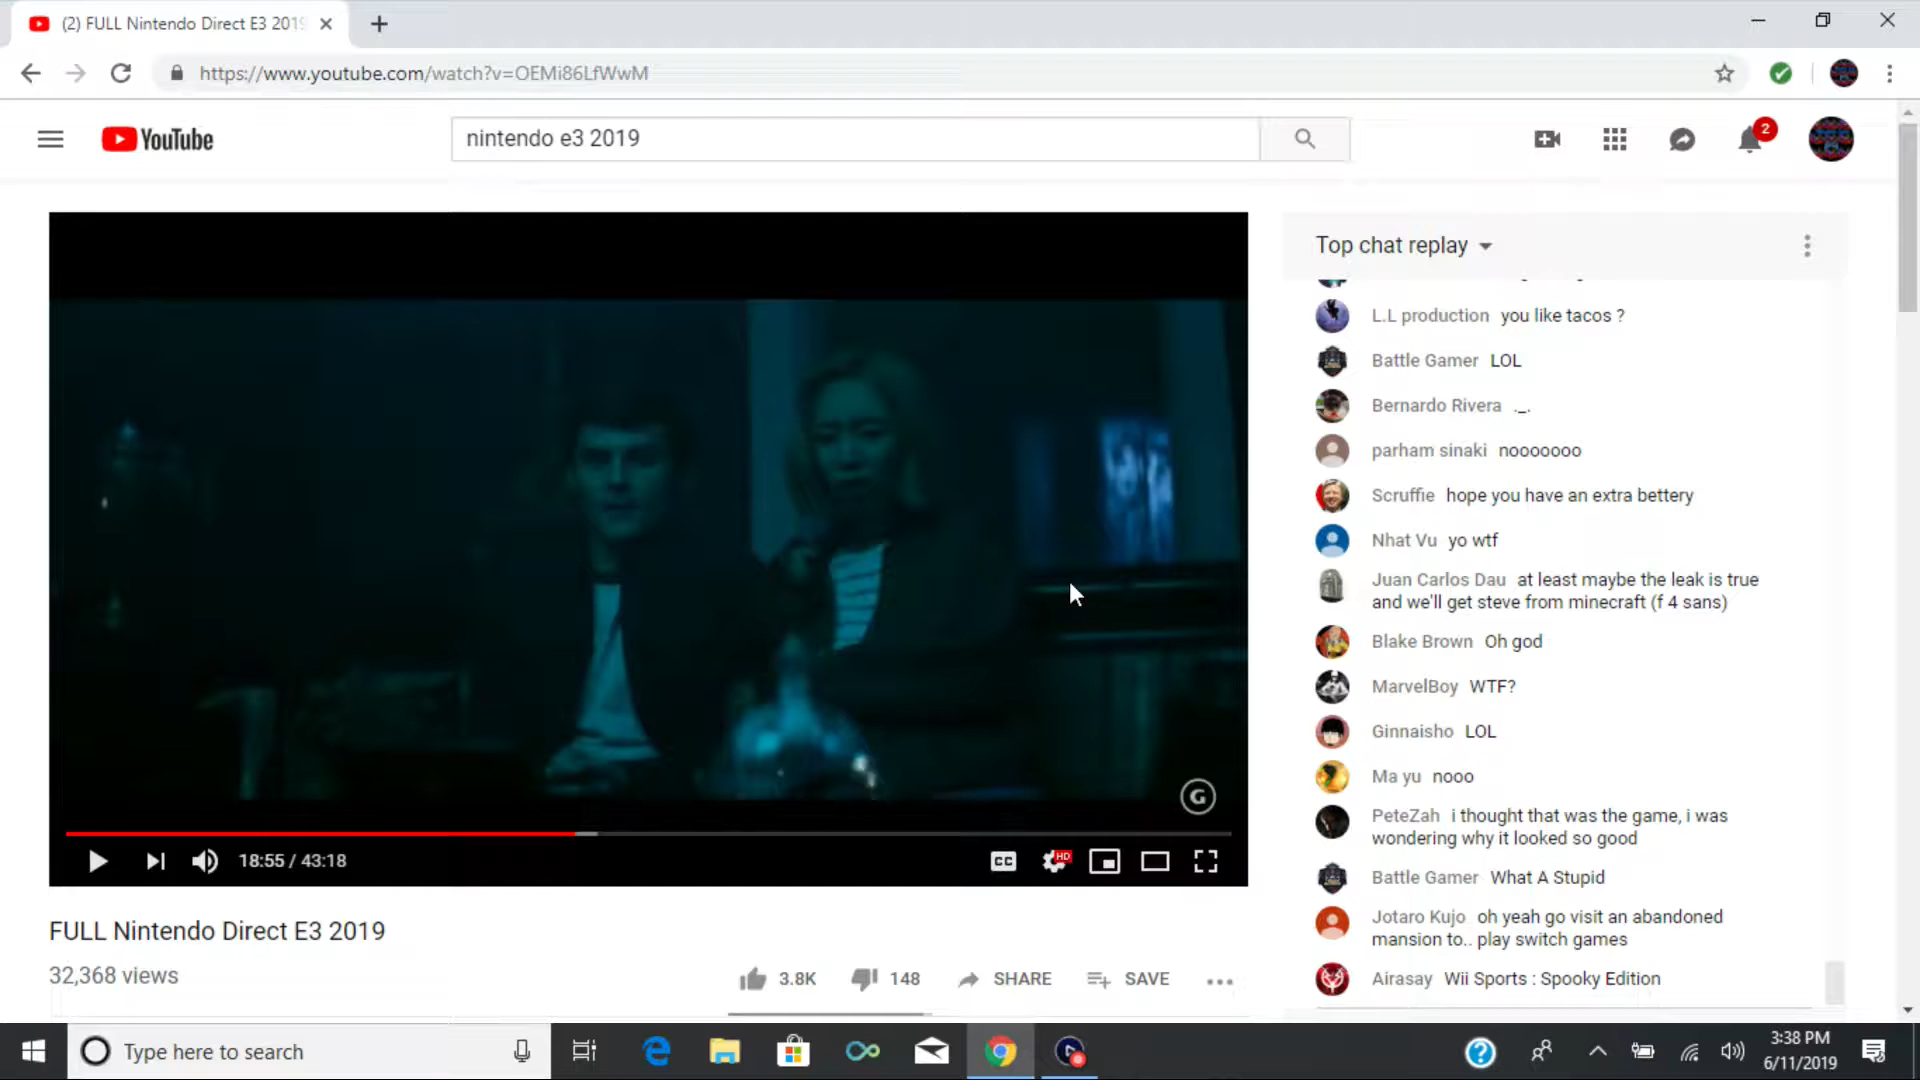 (2) FULL Nintendo Direct E3 2019
https://www.youtube.com/watch?v=OEMi86LfWwM
YouTube
nintendo e3 2019
2
Top chat replay
L.L production you like tacos ?
Battle Gamer LOL
Bernardo Rivera ._.
parham sinaki nooooooo
Scruffie hope you have an extra bettery
Nhat Vu yo wtf
Juan Carlos Dau at least maybe the leak is true
and we'll get steve from minecraft (f 4 sans)
Blake Brown Oh god
MarvelBoy WTF?
Ginnaisho LOL
Ma yu nooo
PeteZah i thought that was the game, i was
wondering why it looked so good
Battle Gamer What A Stupid
Jotaro Kujo oh yeah go visit an abandoned
mansion to.. play switch games
Airasay Wii Sports : Spooky Edition
G
18:55 / 43:18
CC
HD
FULL Nintendo Direct E3 2019
32,368 views
3.8K
148
SHARE
SAVE
Type here to search
3:38 PM
6/11/2019